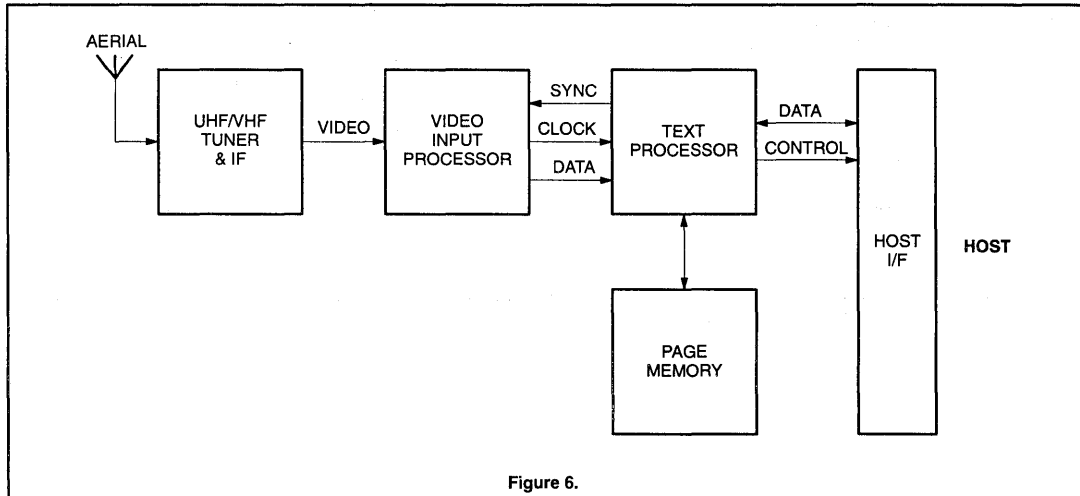 AERIAL
UHF/VHF
TUNER
& IF
VIDEO
VIDEO
INPUT
PROCESSOR
SYNC
CLOCK
DATA
TEXT
PROCESSOR
DATA
CONTROL
HOST
I/F
HOST
PAGE
MEMORY
Figure 6.